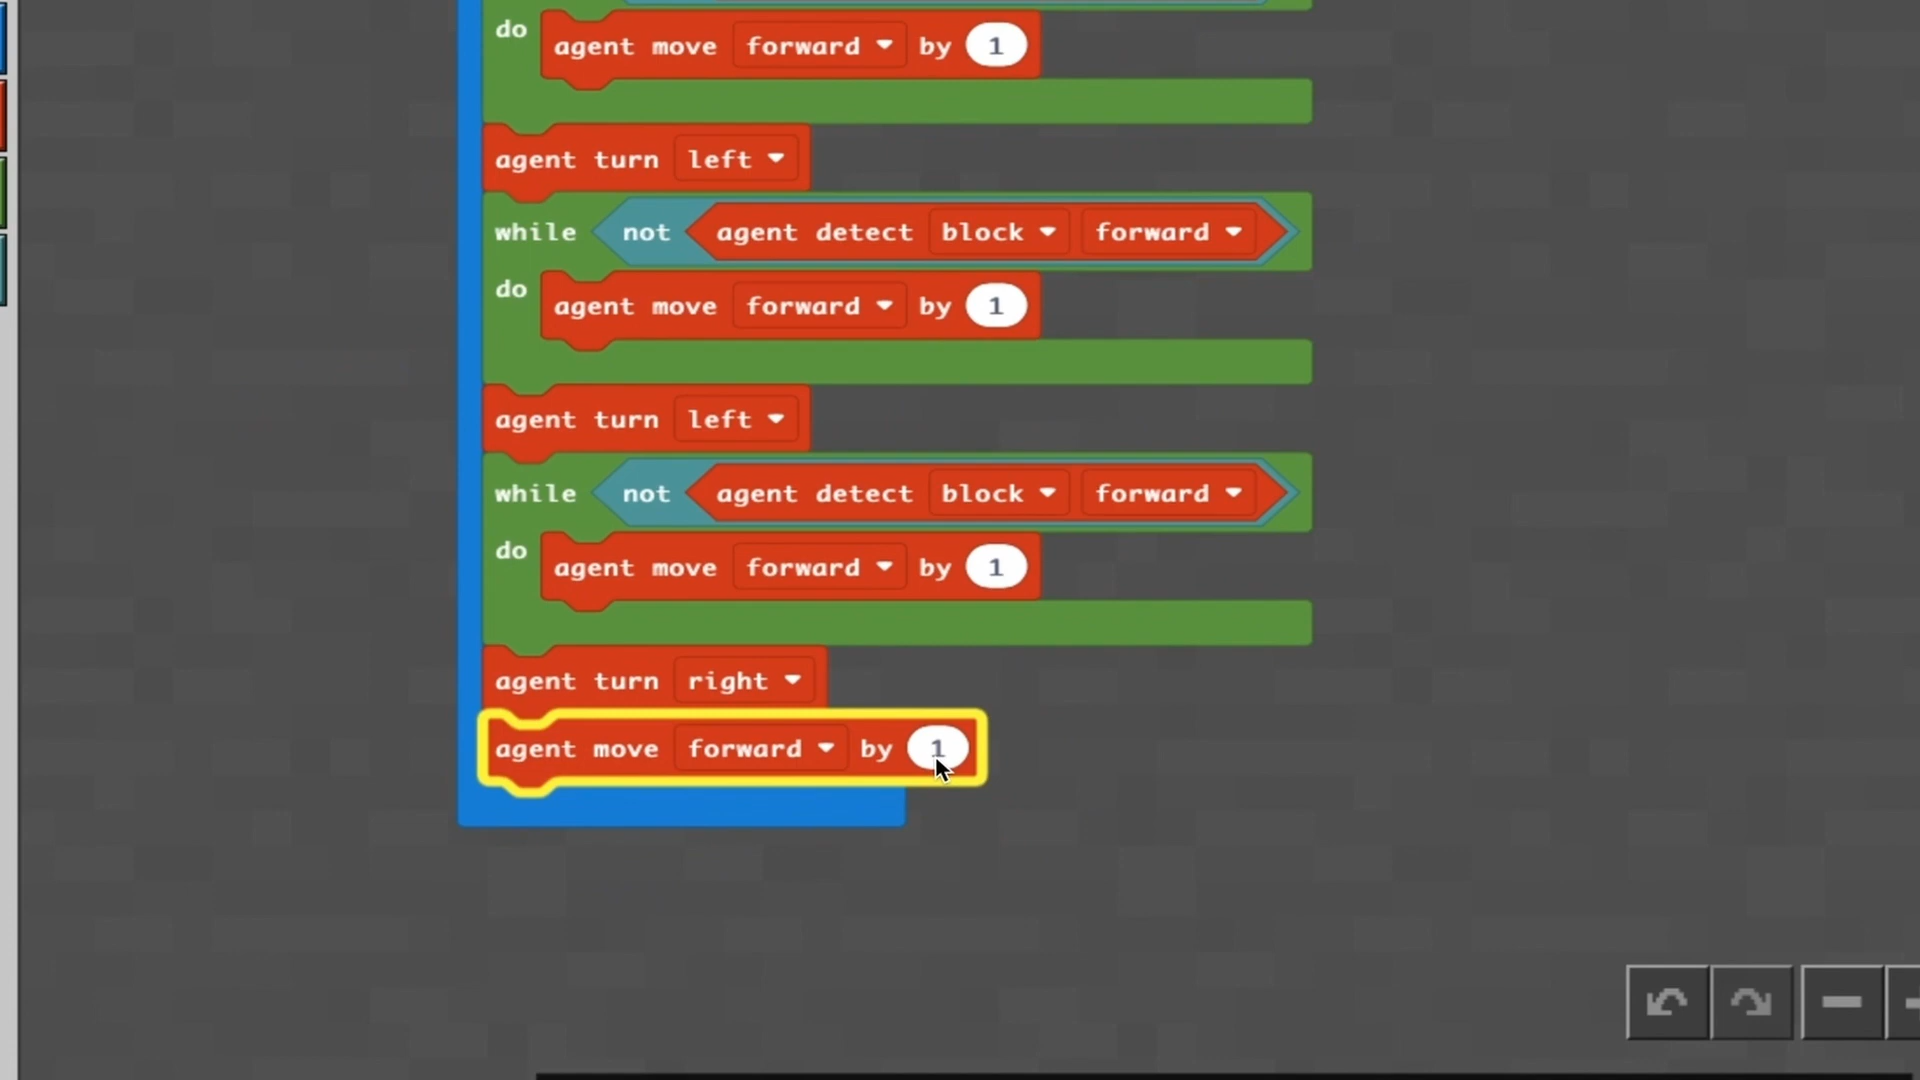 do
agent move forward by 1
agent turn left
while not agent detect block forward
do
agent move forward by 1
agent turn left
while not agent detect block forward
do
agent move forward by 1
agent turn right
agent move forward by 1